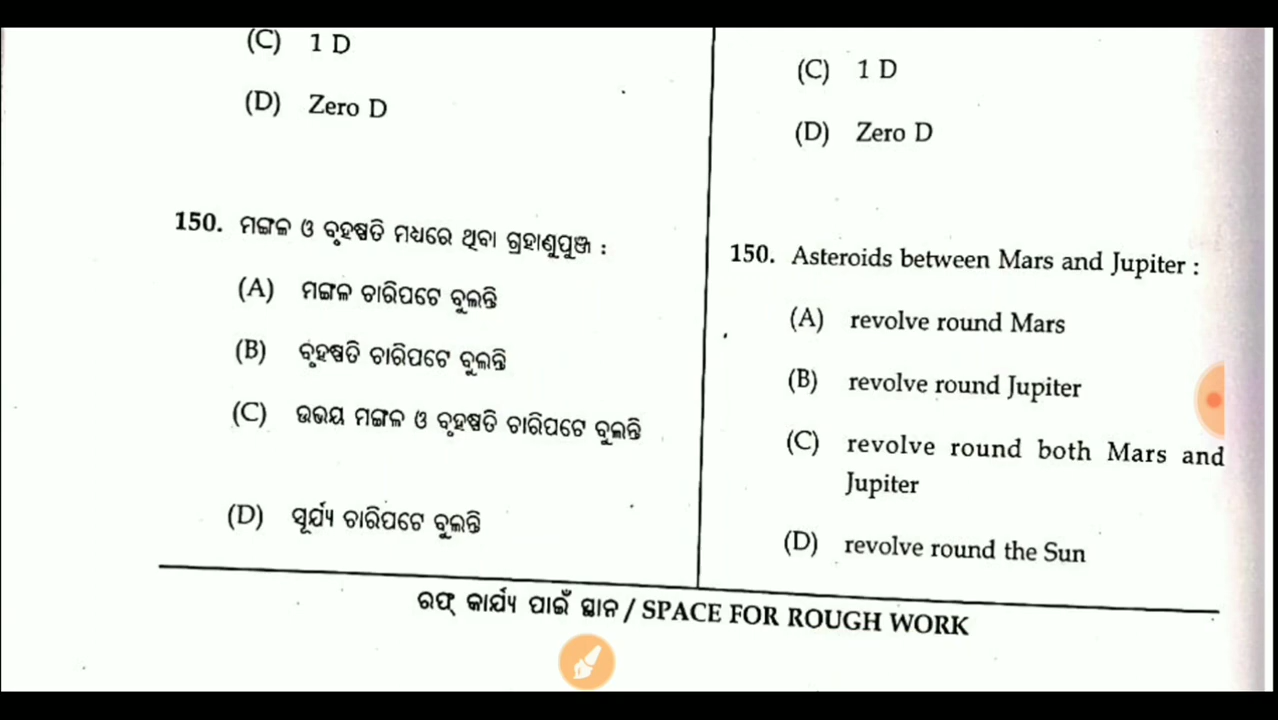 (C) 1 D
(D) Zero D
150. ମଙ୍ଗଳ ଓ ବୃହସ୍ପତି ମଧ୍ୟରେ ଥିବା ଗ୍ରହାଣୁପୁଞ୍ଜ :
(A) ମଙ୍ଗଳ ଚାରିପଟେ ବୁଲନ୍ତି
(B) ବୃହସ୍ପତି ଚାରିପଟେ ବୁଲନ୍ତି
(C) ଉଭୟ ମଙ୍ଗଳ ଓ ବୃହସ୍ପତି ଚାରିପଟେ ବୁଲନ୍ତି
(D) ସୂର୍ଯ୍ୟ ଚାରିପଟେ ବୁଲନ୍ତି
(C) 1 D
(D) Zero D
150. Asteroids between Mars and Jupiter :
(A) revolve round Mars
(B) revolve round Jupiter
(C) revolve round both Mars and
Jupiter
(D) revolve round the Sun
ରଫ୍ କାର୍ଯ୍ୟ ପାଇଁ ସ୍ଥାନ / SPACE FOR ROUGH WORK